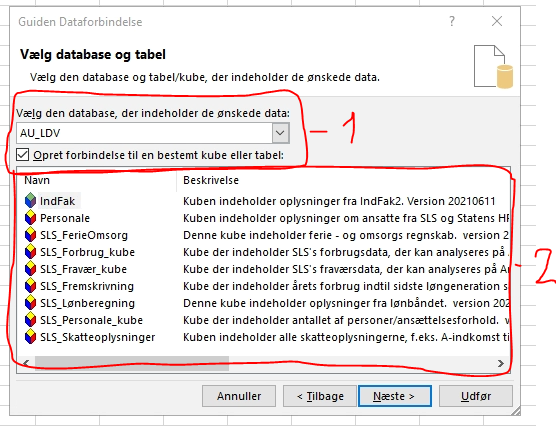 Guiden Dataforbindelse
Vælg database og tabel
Vælg den database og tabel/kube, der indeholder de ønskede data.
Vælg den database, der indeholder de ønskede data:
AU_LDV
1
Opret forbindelse til en bestemt kube eller tabel:
Navn Beskrivelse
IndFak Kuben indeholder oplysninger fra IndFak2. Version 20210611
Personale Kuben indeholder oplysninger om ansatte fra SLS og Statens HR
SLS_FerieOmsorg Denne kube indeholder ferie - og omsorgs regnskab. version 2
SLS_Forbrug_kube Kube der indeholder SLS's forbrugsdata, der kan analyseres på
SLS_Fravær_kube Kube der indeholder SLS's fraværsdata, der kan analyseres på Ar
SLS_Fremskrivning Kube der indeholder årets forbrug indtil sidste løngeneration s
SLS_Lønberegning Denne kube indeholder oplysninger fra lønbåndet. version 202
SLS_Personale_kube Kube der indeholder antallet af personer/ansættelsesforhold.
SLS_Skatteoplysninger Kuben indeholder alle skatteoplysningerne, f.eks. A-indkomst ti
2
Annuller < Tilbage Næste > Udfør